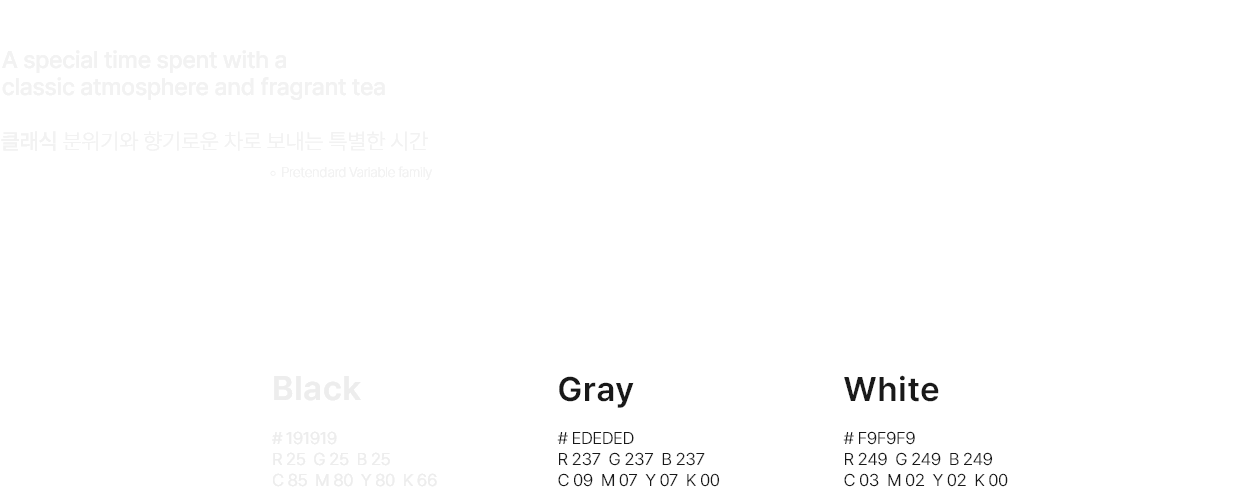 A special time spent with a
classic atmosphere and fragrant tea
클래식 분위기와 향기로운 차로 보내는 특별한 시간
○ Pretendard Variable family
Black
# 191919
R 25 G 25 B 25
C 85 M 80 Y 80 K 66
Gray
# EDEDED
R 237 G 237 B 237
C 09 M 07 Y 07 K 00
White
# F9F9F9
R 249 G 249 B 249
C 03 M 02 Y 02 K 00